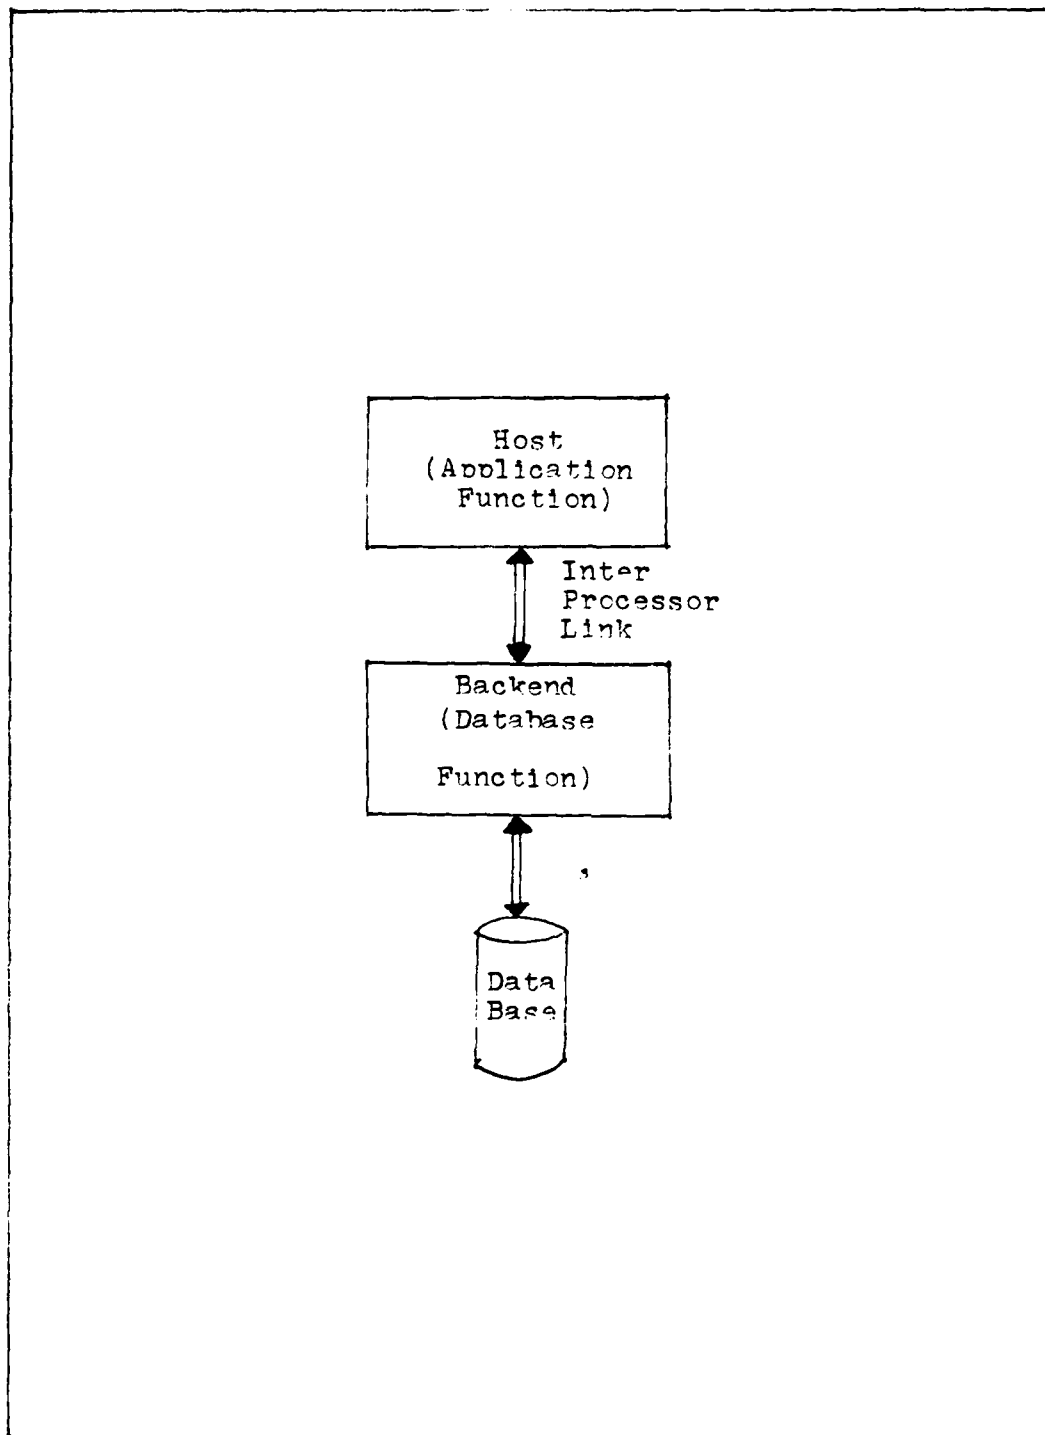 Host
(Application
Function)
Inter
Processor
Link
Backend
(Database
Function)
Data
Base